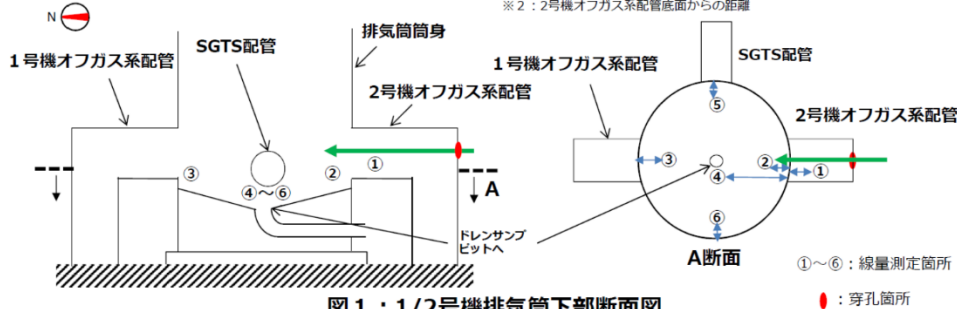 ※2：2号機オフガス系配管底面からの距離
N
1号機オフガス系配管
SGTS配管
排気筒筒身
2号機オフガス系配管
①
②
③
④～⑥
A
ドレンサンプ
ピットへ
1号機オフガス系配管
SGTS配管
2号機オフガス系配管
⑤
③
②
①
④
⑥
A断面
①～⑥：線量測定箇所
：穿孔箇所
図1：1/2号機排気筒下部断面図